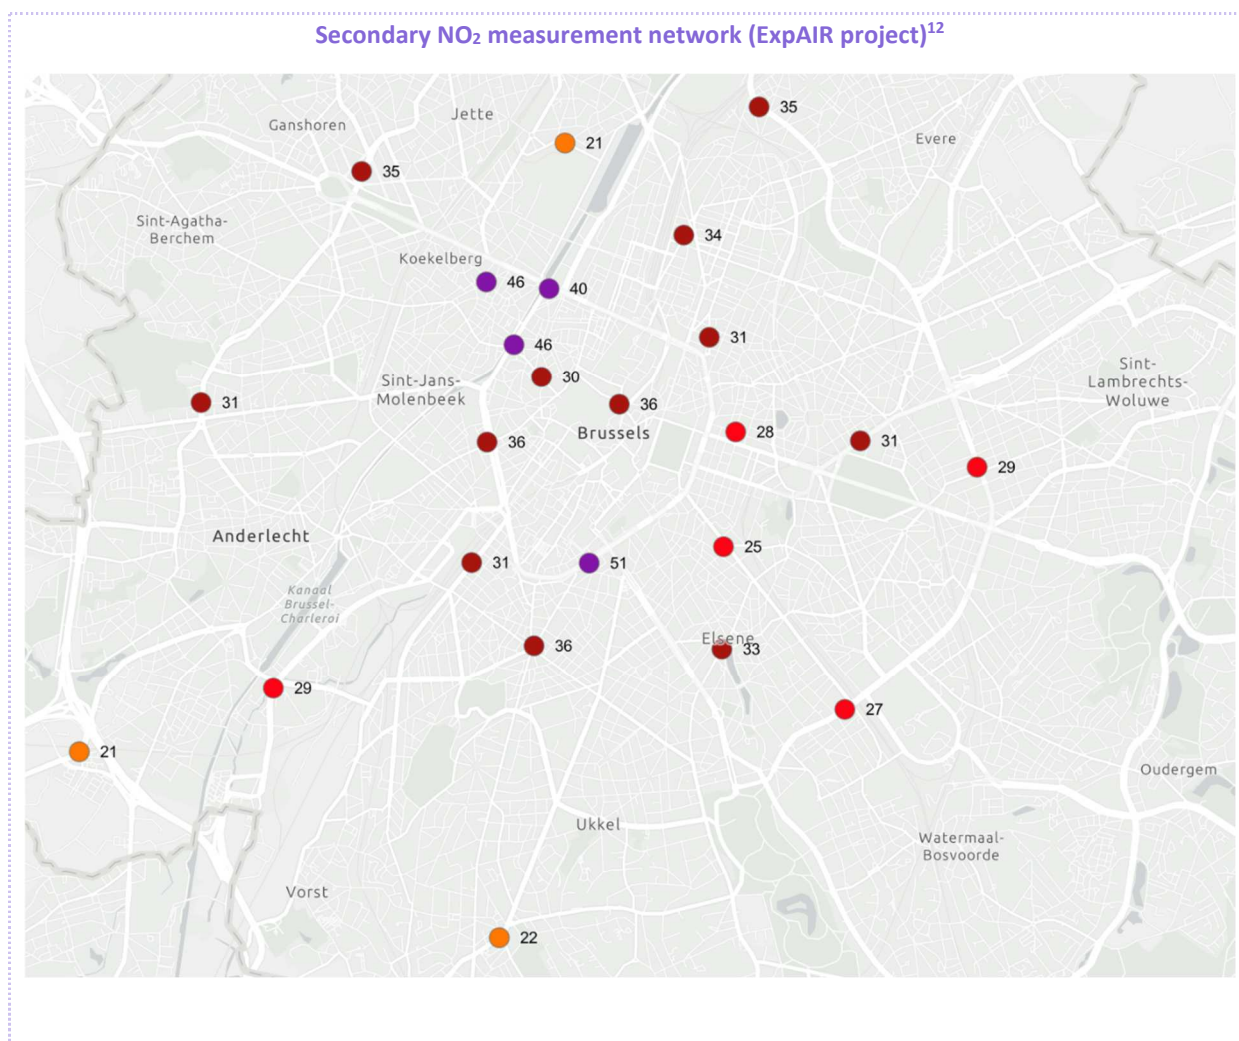 Secondary NO₂ measurement network (ExpAIR project)¹²
35
Jette
Ganshoren
Evere
21
35
Sint-Agatha-
Berchem
34
Koekelberg
46
40
31
46
Sint-
Lambrechts-
Woluwe
30
Sint-Jans-
Molenbeek
31
36
Brussels
28
36
31
29
Anderlecht
25
31
51
Kanaal
Brussel-
Charleroi
Elsene
36
33
29
27
21
Oudergem
Ukkel
Watermaal-
Bosvoorde
Vorst
22